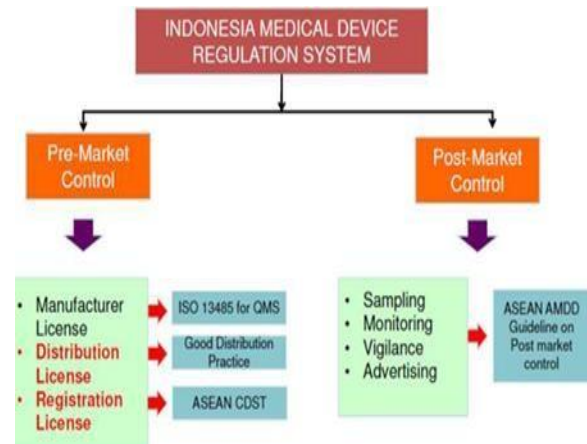 INDONESIA MEDICAL DEVICE
REGULATION SYSTEM
Pre-Market
Control
Post-Market
Control
• Manufacturer
License
• Distribution
License
• Registration
License
ISO 13485 for QMS
Good Distribution
Practice
ASEAN CDST
• Sampling
• Monitoring
• Vigilance
• Advertising
ASEAN AMDD
Guideline on
Post market
control